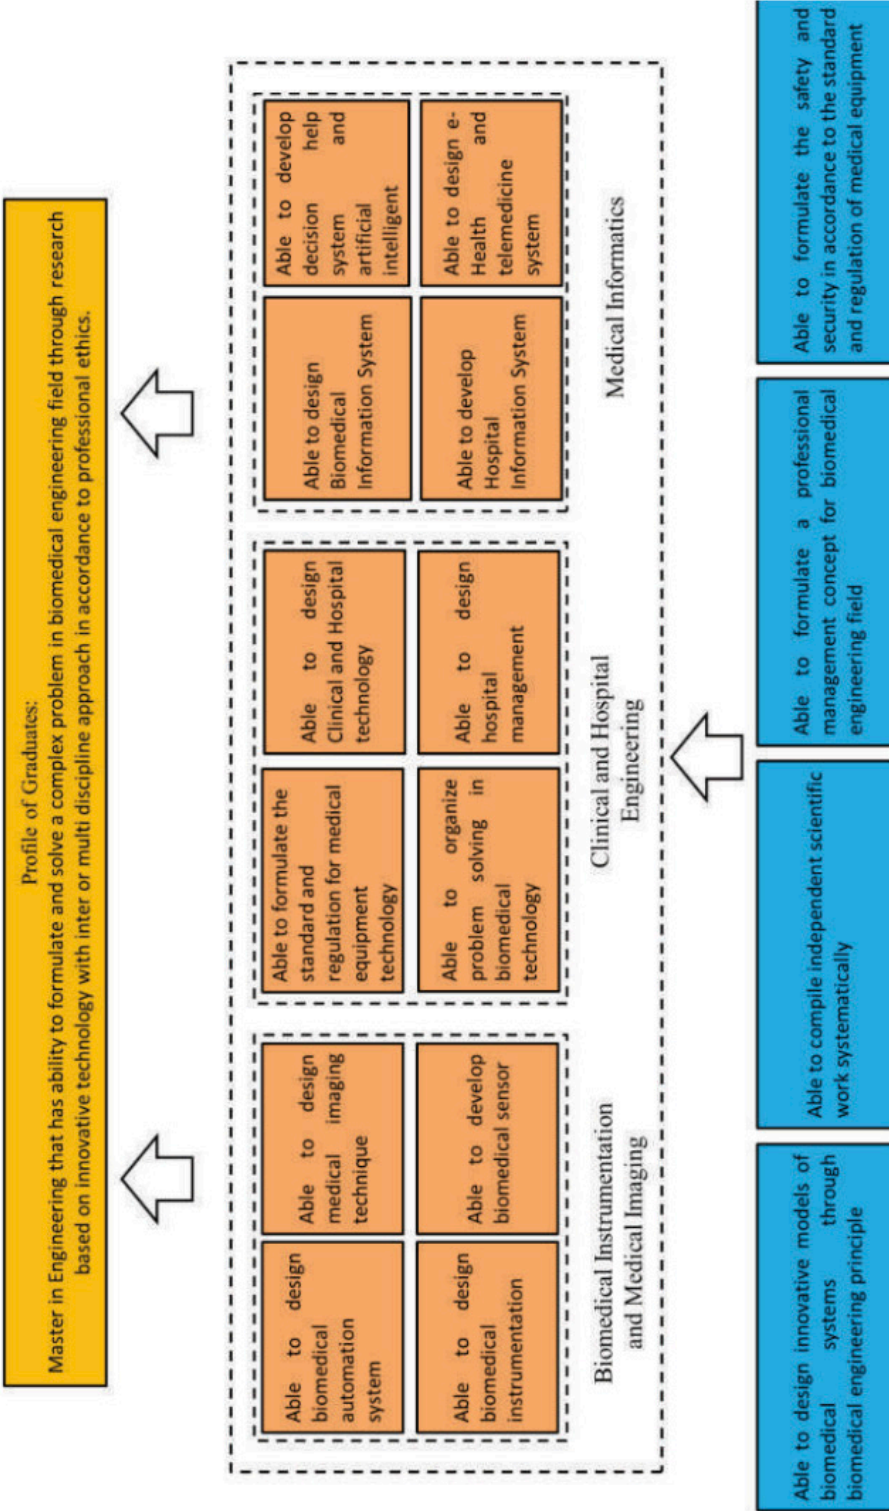 Profile of Graduates:
Master in Engineering that has ability to formulate and solve a complex problem in biomedical engineering field through research
based on innovative technology with inter or multi discipline approach in accordance to professional ethics.
Able to design
biomedical
automation
system
Able to design
medical imaging
technique
Able to design
biomedical
instrumentation
Able to develop
biomedical sensor
Biomedical Instrumentation
and Medical Imaging
Able to formulate the
standard and
regulation for medical
equipment
technology
Able to design
Clinical and Hospital
technology
Able to organize
problem solving in
biomedical
technology
Able to design
hospital
management
Clinical and Hospital
Engineering
Able to design
Biomedical
Information System
Able to develop
decision help
system and
artificial
intelligent
Able to develop
Hospital
Information System
Able to design e-
Health and
telemedicine
system
Medical Informatics
Able to design innovative models of
biomedical systems through
biomedical engineering principle
Able to compile independent scientific
work systematically
Able to formulate a professional
management concept for biomedical
engineering field
Able to formulate the safety and
security in accordance to the standard
and regulation of medical equipment